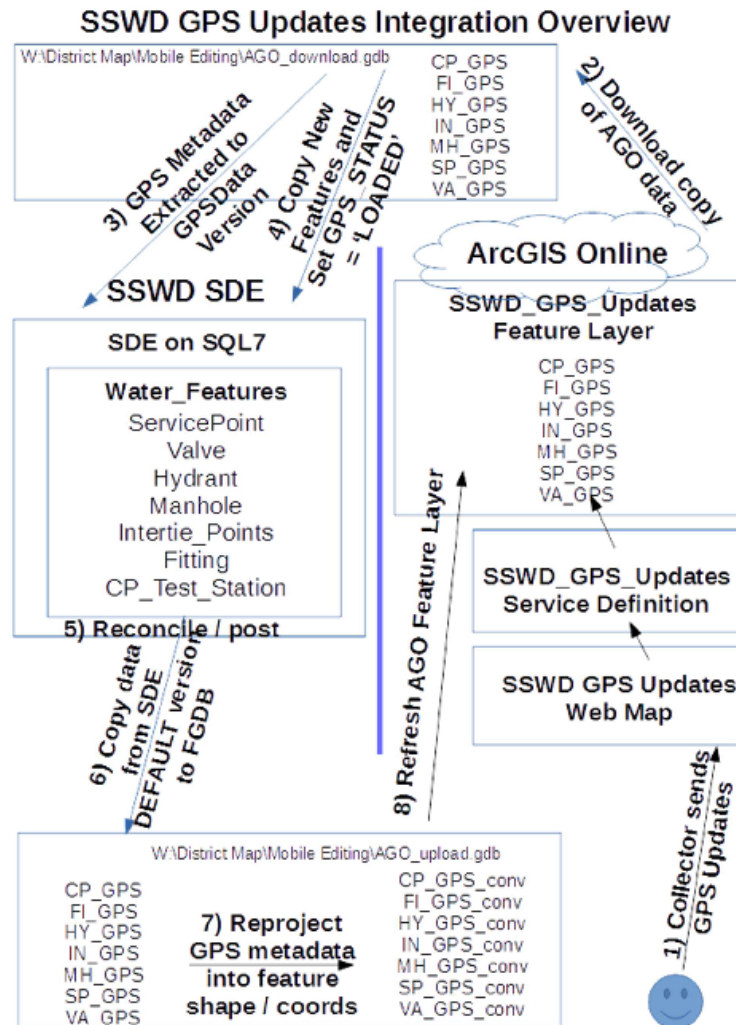 SSWD GPS Updates Integration Overview
W:\District Map\Mobile Editing\AGO_download.gdb
CP_GPS
FI_GPS
HY_GPS
IN_GPS
MH_GPS
SP_GPS
VA_GPS
2) Download copy
of AGO data
3) GPS Metadata
Extracted to
GPSData
Version
4) Copy New
Features and
Set GPS_STATUS
= 'LOADED'
ArcGIS Online
SSWD SDE
SSWD_GPS_Updates
Feature Layer
CP_GPS
FI_GPS
HY_GPS
IN_GPS
MH_GPS
SP_GPS
VA_GPS
SDE on SQL7
Water_Features
ServicePoint
Valve
Hydrant
Manhole
Intertie_Points
Fitting
CP_Test_Station
5) Reconcile / post
SSWD_GPS_Updates
Service Definition
SSWD GPS Updates
Web Map
6) Copy data
from SDE
DEFAULT version
to FGDB
8) Refresh AGO Feature Layer
1) Collector sends
GPS Updates
W:\District Map\Mobile Editing\AGO_upload.gdb
CP_GPS
FI_GPS
HY_GPS
IN_GPS
MH_GPS
SP_GPS
VA_GPS
7) Reproject
GPS metadata
into feature
shape / coords
CP_GPS_conv
FI_GPS_conv
HY_GPS_conv
IN_GPS_conv
MH_GPS_conv
SP_GPS_conv
VA_GPS_conv